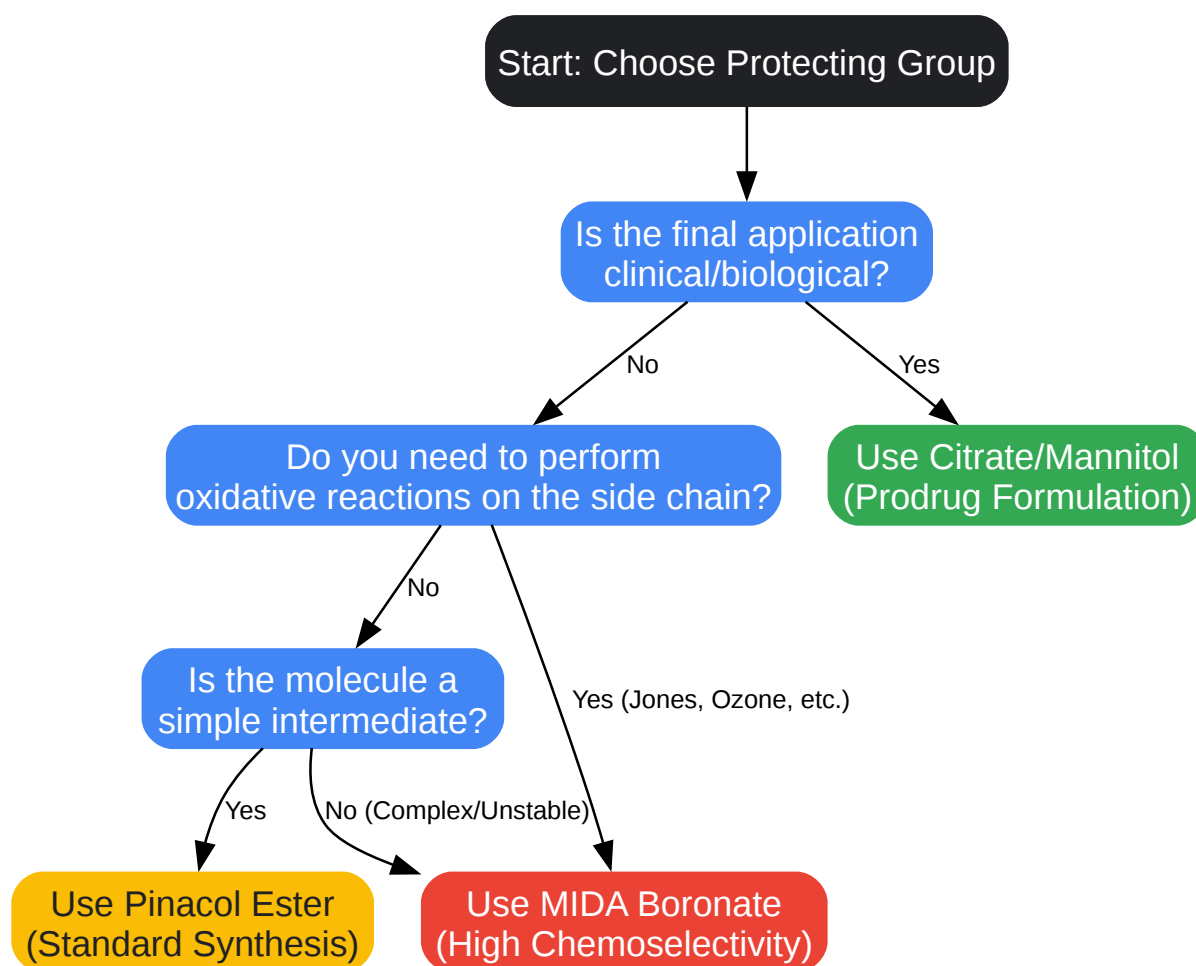 Start: Choose Protecting Group
Is the final application
clinical/biological?
No
Yes
Do you need to perform
oxidative reactions on the side chain?
Use Citrate/Mannitol
(Prodrug Formulation)
No
Yes (Jones, Ozone, etc.)
Is the molecule a
simple intermediate?
Yes
No (Complex/Unstable)
Use Pinacol Ester
(Standard Synthesis)
Use MIDA Boronate
(High Chemoselectivity)